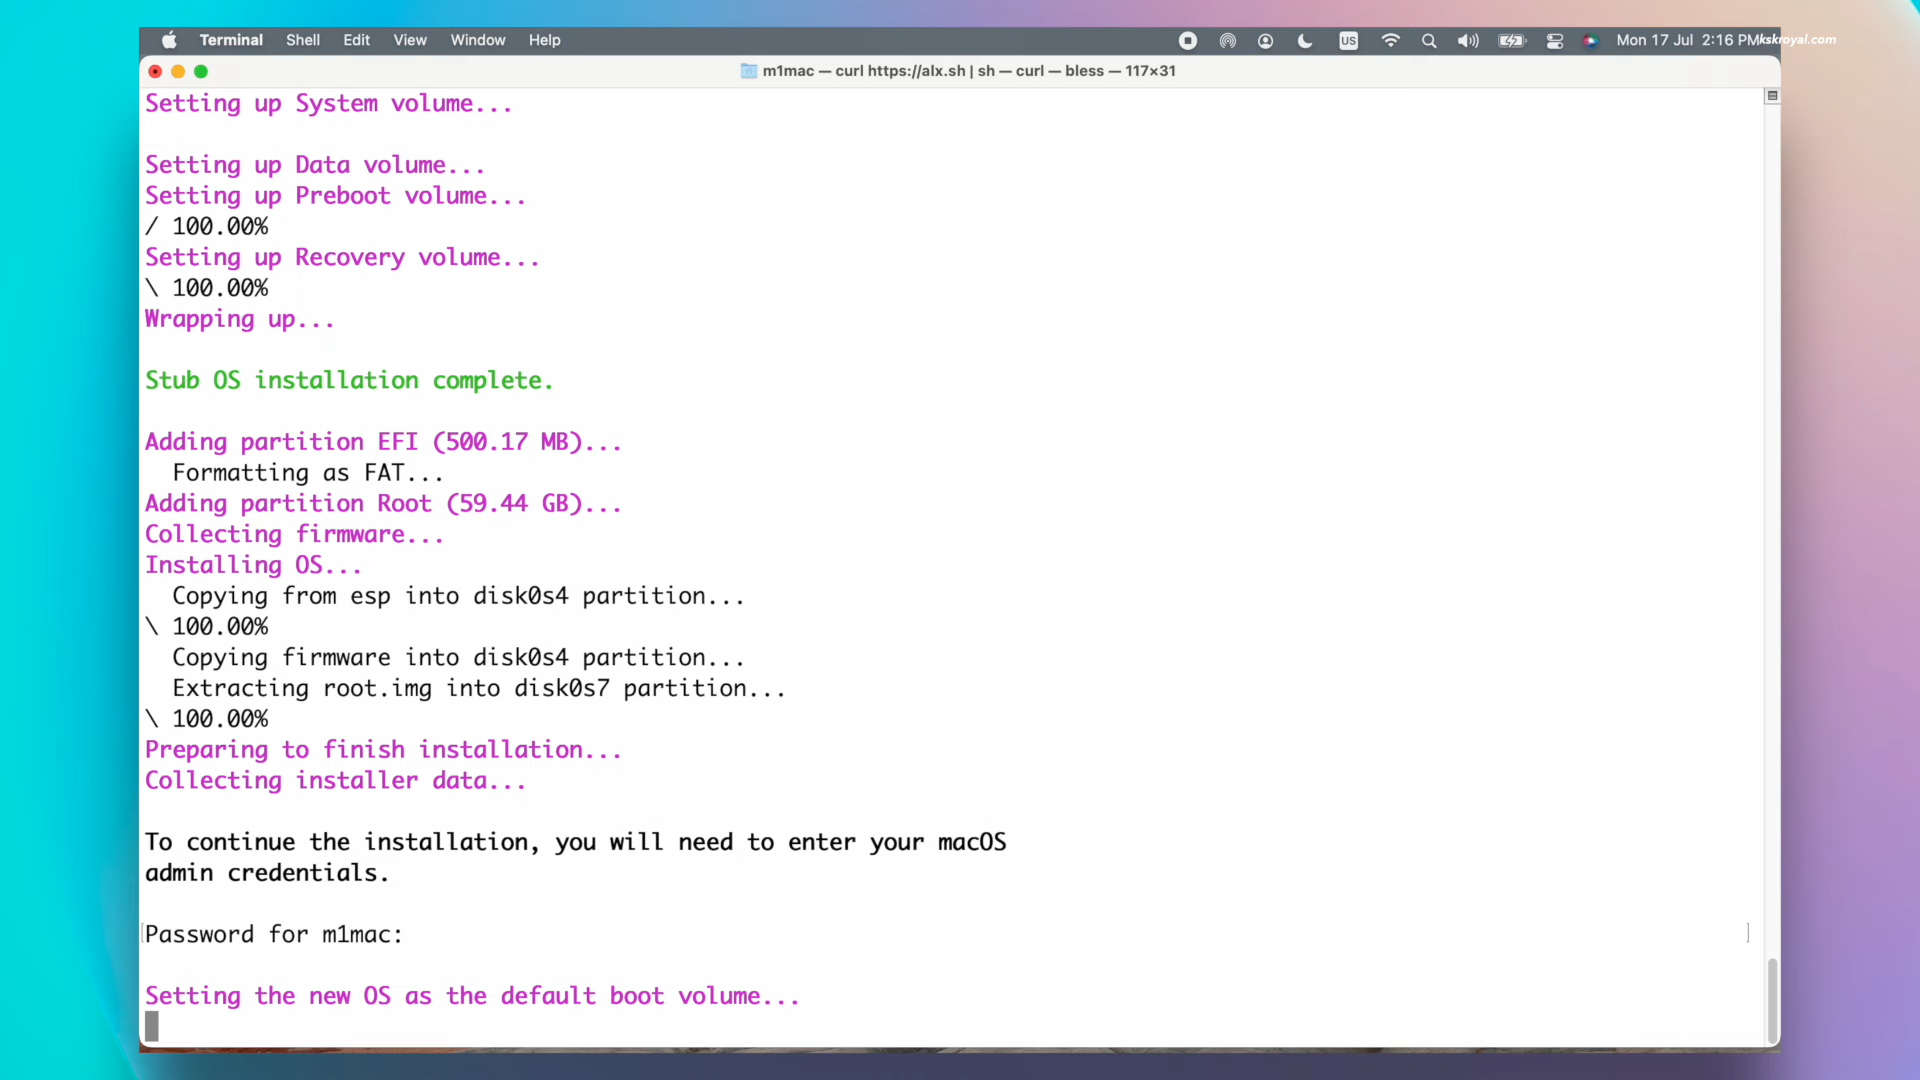 Terminal Shell Edit View Window Help US Mon 17 Jul 2:16 PM kskroyal.com
m1mac — curl https://alx.sh | sh — curl — bless — 117×31
Setting up System volume...
Setting up Data volume...
Setting up Preboot volume...
/ 100.00%
Setting up Recovery volume...
\ 100.00%
Wrapping up...
Stub OS installation complete.
Adding partition EFI (500.17 MB)...
Formatting as FAT...
Adding partition Root (59.44 GB)...
Collecting firmware...
Installing OS...
Copying from esp into disk0s4 partition...
\ 100.00%
Copying firmware into disk0s4 partition...
Extracting root.img into disk0s7 partition...
\ 100.00%
Preparing to finish installation...
Collecting installer data...
To continue the installation, you will need to enter your macOS
admin credentials.
[Password for m1mac: ]
Setting the new OS as the default boot volume...